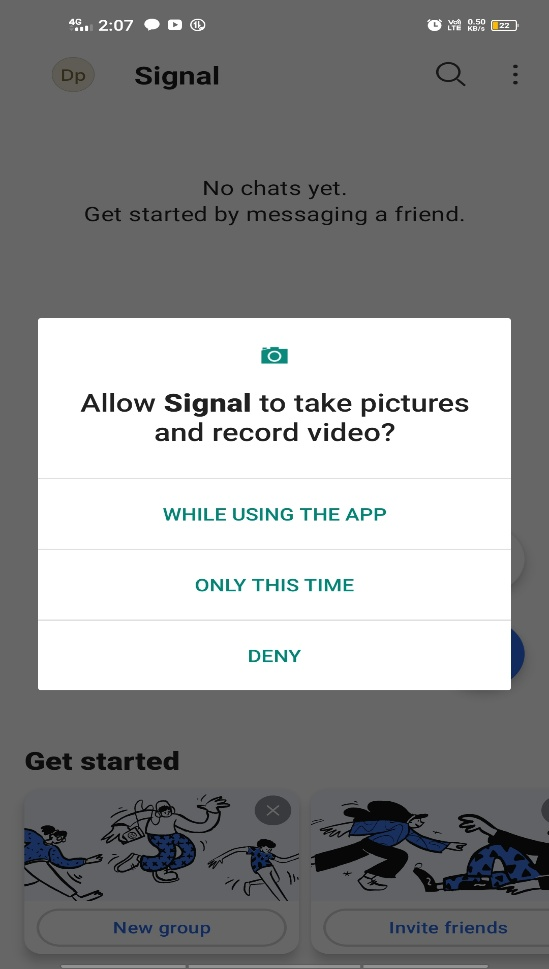 4G 2:07
Voll LTE 0.50 KB/s 22
Dp Signal
No chats yet.
Get started by messaging a friend.
Allow Signal to take pictures
and record video?
WHILE USING THE APP
ONLY THIS TIME
DENY
Get started
New group
Invite friends